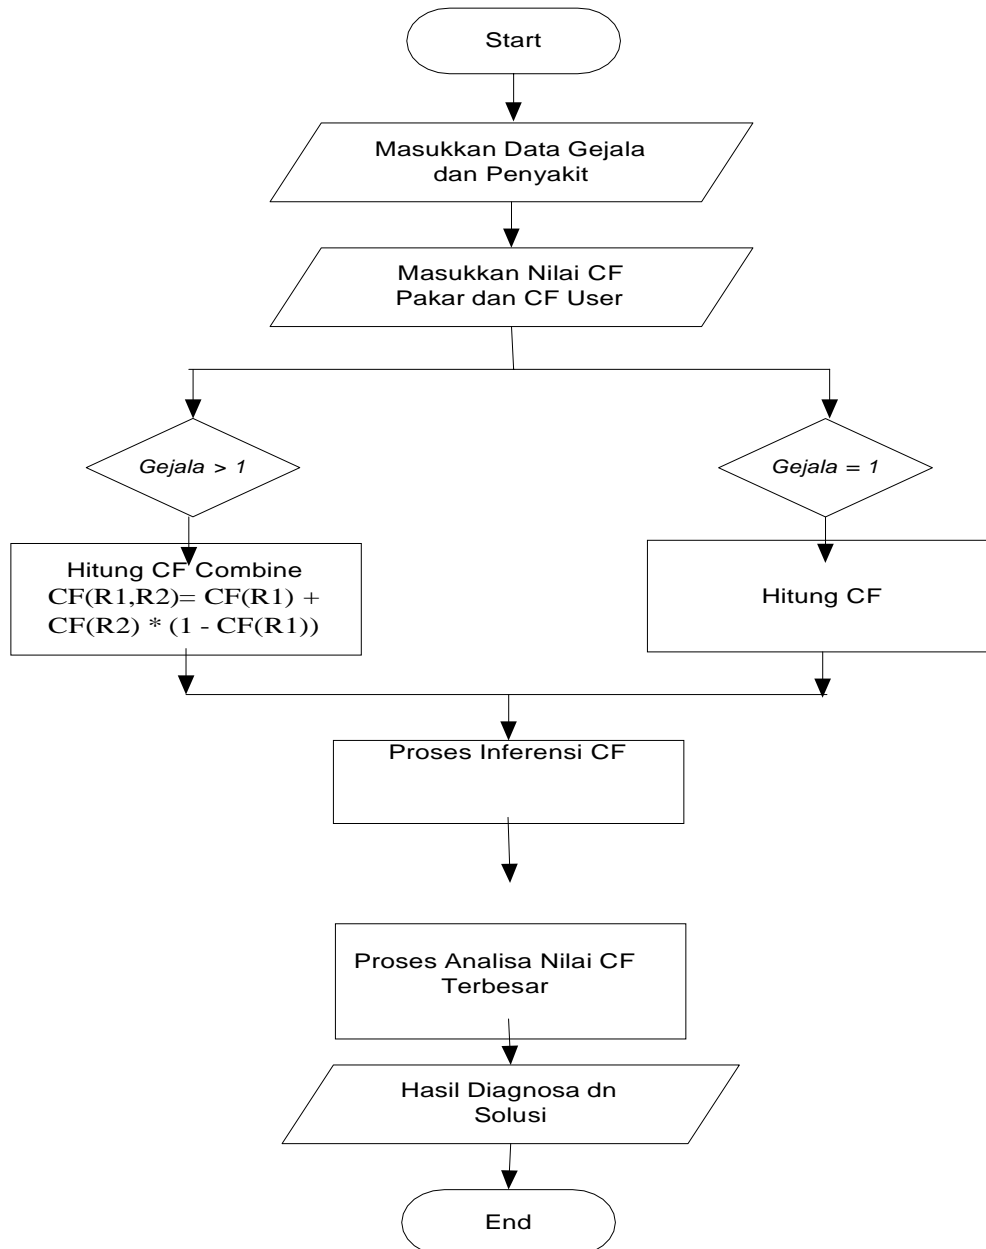 Start
Masukkan Data Gejala
dan Penyakit
Masukkan Nilai CF
Pakar dan CF User
Gejala > 1
Gejala = 1
Hitung CF Combine
CF(R1,R2)= CF(R1) +
CF(R2) * (1 - CF(R1))
Hitung CF
Proses Inferensi CF
Proses Analisa Nilai CF
Terbesar
Hasil Diagnosa dn
Solusi
End